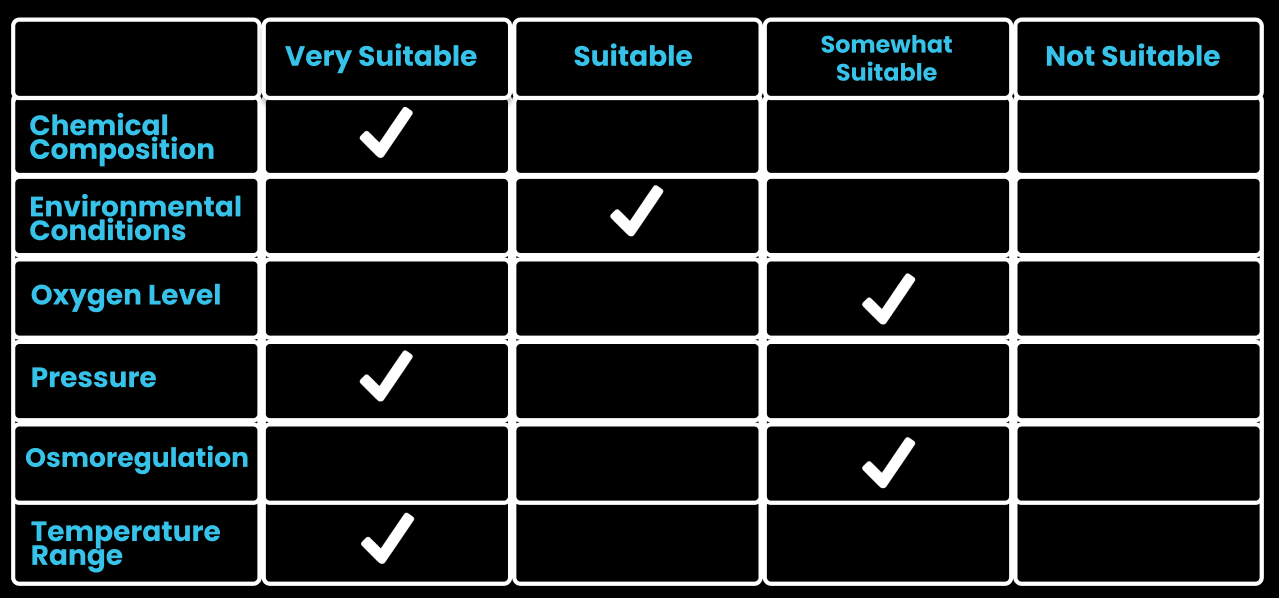 Very Suitable
Suitable
Somewhat
Suitable
Not Suitable
Chemical
Composition
Environmental
Conditions
Oxygen Level
Pressure
Osmoregulation
Temperature
Range